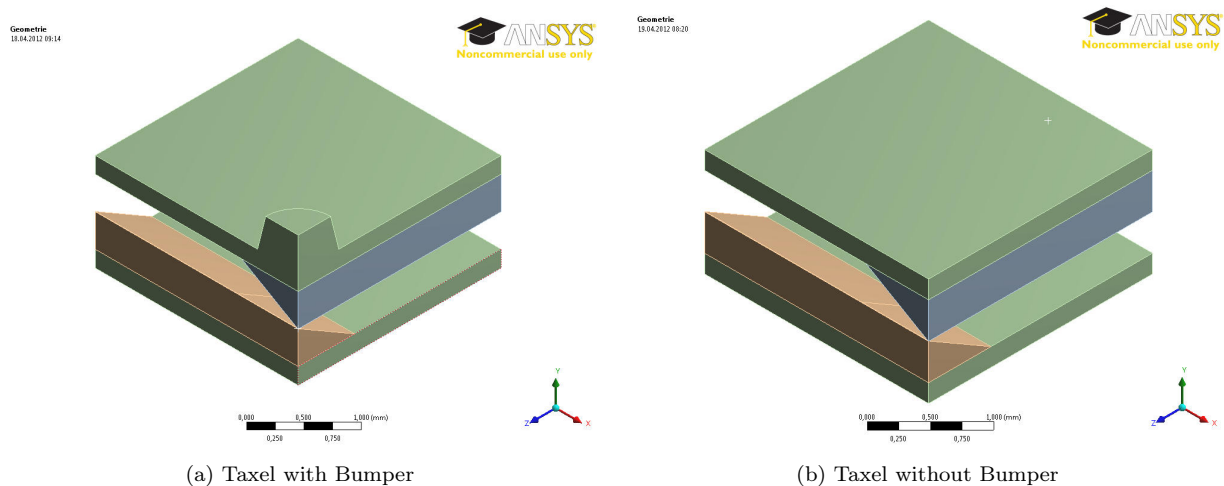 Geometrie
18.04.2012 09:14
ANSYS
Noncommercial use only
0,000 0,500 1,000 (mm)
0,250 0,750
Y
Z X
(a) Taxel with Bumper
Geometrie
19.04.2012 08:20
ANSYS
Noncommercial use only
0,000 0,500 1,000 (mm)
0,250 0,750
Y
Z X
(b) Taxel without Bumper